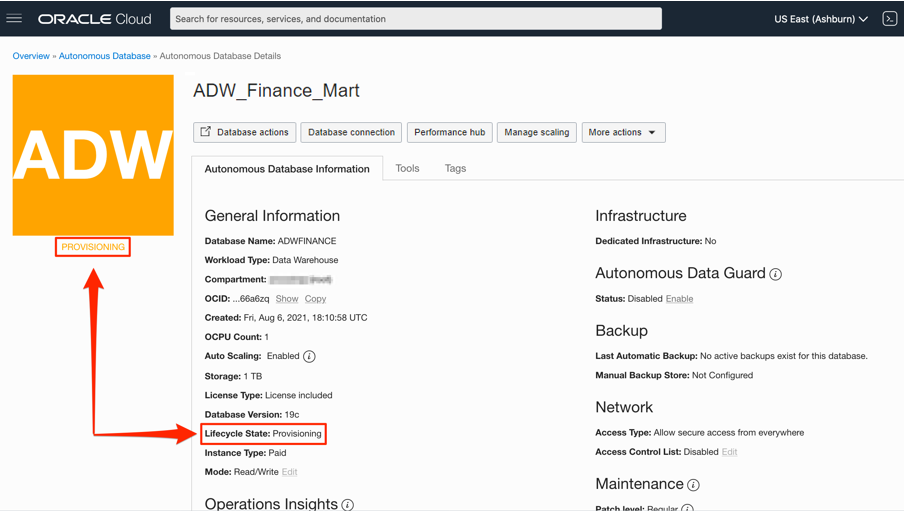 ORACLE Cloud
Search for resources, services, and documentation
US East (Ashburn)
Overview » Autonomous Database » Autonomous Database Details
ADW
PROVISIONING
ADW_Finance_Mart
Database actions
Database connection
Performance hub
Manage scaling
More actions
Autonomous Database Information
Tools
Tags
General Information
Database Name: ADWFINANCE
Workload Type: Data Warehouse
Compartment:
OCID: ...66a6zq Show Copy
Created: Fri, Aug 6, 2021, 18:10:58 UTC
OCPU Count: 1
Auto Scaling: Enabled
Storage: 1 TB
License Type: License included
Database Version: 19c
Lifecycle State: Provisioning
Instance Type: Paid
Mode: Read/Write Edit
Operations Insights
Infrastructure
Dedicated Infrastructure: No
Autonomous Data Guard
Status: Disabled Enable
Backup
Last Automatic Backup: No active backups exist for this database.
Manual Backup Store: Not Configured
Network
Access Type: Allow secure access from everywhere
Access Control List: Disabled Edit
Maintenance
Patch level: Regular